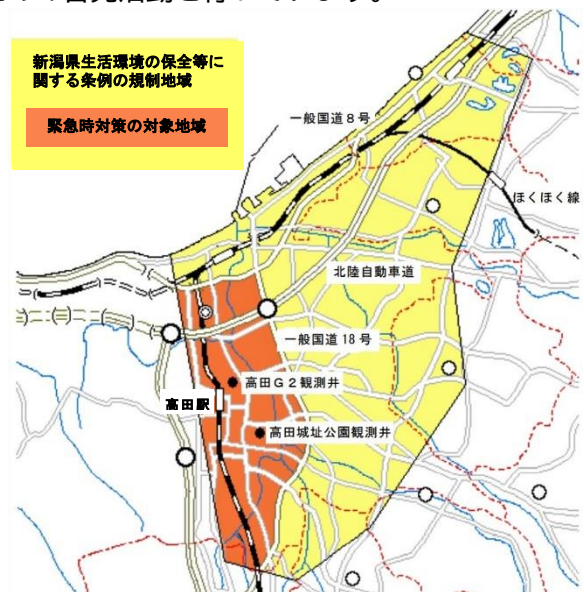 新潟県生活環境の保全等に
関する条例の規制地域
緊急時対策の対象地域
一般国道8号
ほくほく線
北陸自動車道
一般国道18号
高田G2観測井
高田駅
高田城址公園観測井